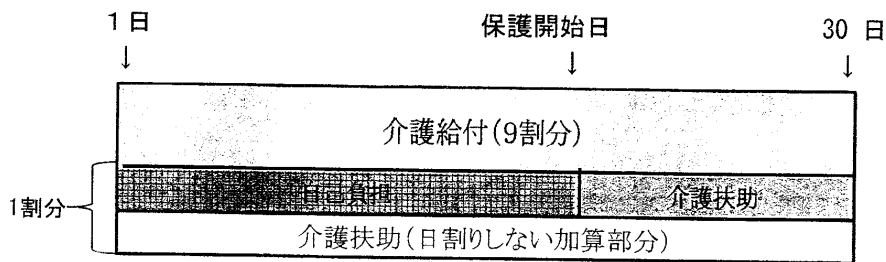 1日 保護開始日 30 日
↓ ↓ ↓
介護給付(9割分)
1割分
自己負担 介護扶助
介護扶助(日割りしない加算部分)